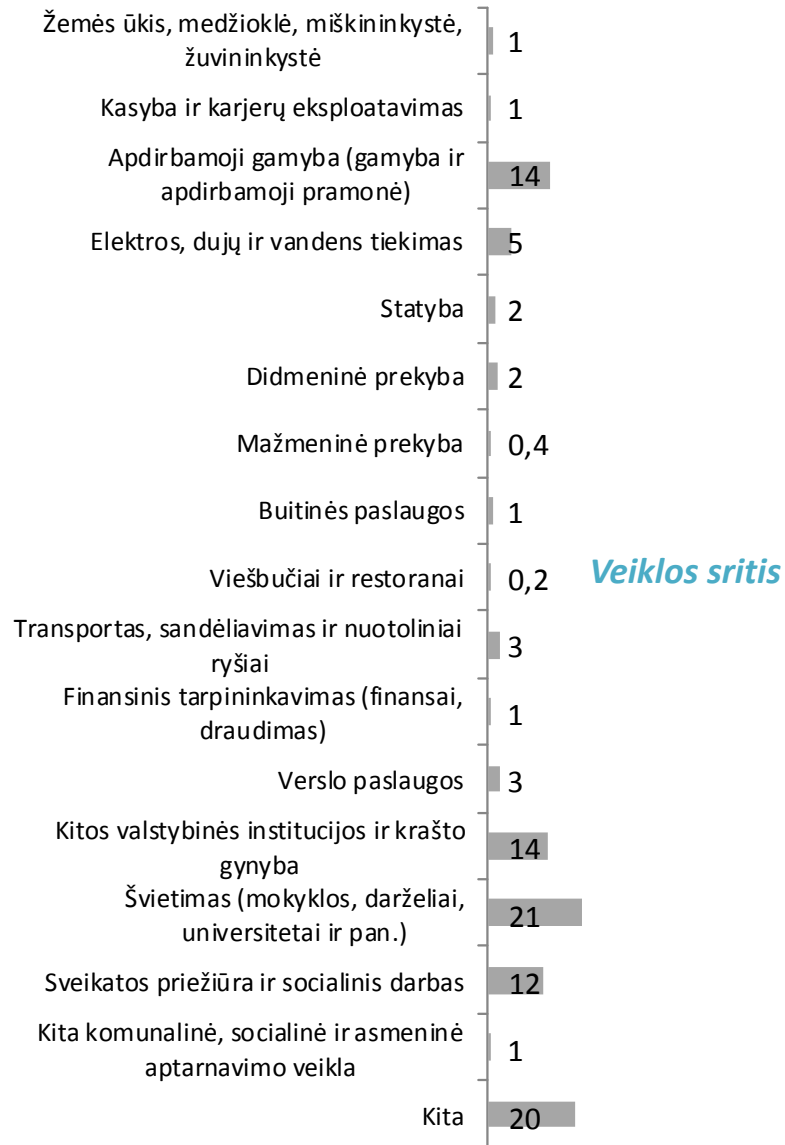 Žemės ūkis, medžioklė, miškininkystė,
žuvininkystė
1
Kasyba ir karjerų eksploatavimas
1
Apdirbamoji gamyba (gamyba ir
apdirbamoji pramonė)
14
Elektros, dujų ir vandens tiekimas
5
Statyba
2
Didmeninė prekyba
2
Mažmeninė prekyba
0,4
Buitinės paslaugos
1
Viešbučiai ir restoranai
0,2
Veiklos sritis
Transportas, sandėliavimas ir nuotoliniai
ryšiai
3
Finansinis tarpininkavimas (finansai,
draudimas)
1
Verslo paslaugos
3
Kitos valstybinės institucijos ir krašto
gynyba
14
Švietimas (mokyklos, darželiai,
universitetai ir pan.)
21
Sveikatos priežiūra ir socialinis darbas
12
Kita komunalinė, socialinė ir asmeninė
aptarnavimo veikla
1
Kita
20